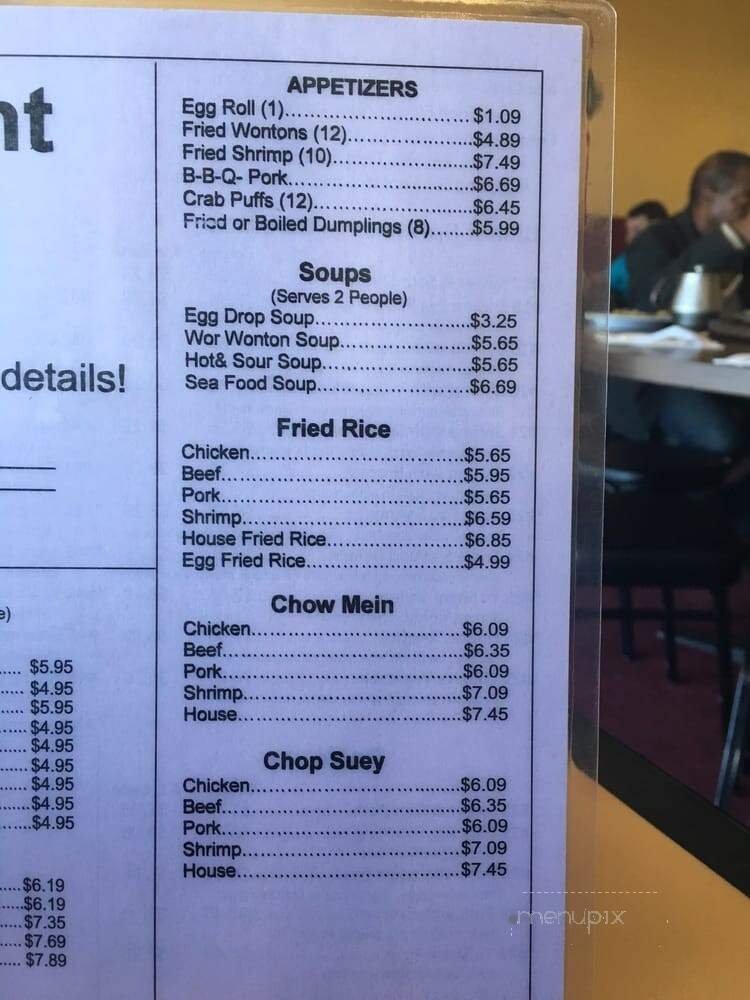 nt
details!
e)
..... $5.95
..... $4.95
..... $5.95
..... $4.95
..... $4.95
..... $4.95
..... $4.95
..... $4.95
......$4.95
.....$6.19
.....$6.19
..... $7.35
..... $7.69
..... $7.89
APPETIZERS
Egg Roll (1)................................ $1.09
Fried Wontons (12)......................$4.89
Fried Shrimp (10)........................$7.49
B-B-Q- Pork................................$6.69
Crab Puffs (12)...........................$6.45
Fried or Boiled Dumplings (8).......$5.99
Soups
(Serves 2 People)
Egg Drop Soup...........................$3.25
Wor Wonton Soup.......................$5.65
Hot& Sour Soup..........................$5.65
Sea Food Soup...........................$6.69
Fried Rice
Chicken.....................................$5.65
Beef..........................................$5.95
Pork..........................................$5.65
Shrimp.......................................$6.59
House Fried Rice........................$6.85
Egg Fried Rice...........................$4.99
Chow Mein
Chicken..................................... $6.09
Beef..........................................$6.35
Pork..........................................$6.09
Shrimp......................................$7.09
House.......................................$7.45
Chop Suey
Chicken.....................................$6.09
Beef..........................................$6.35
Pork..........................................$6.09
Shrimp......................................$7.09
House.......................................$7.45
menupix